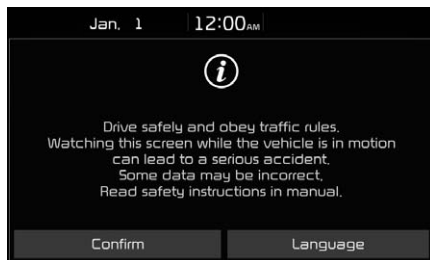 Jan. 1 12:00AM
i
Drive safely and obey traffic rules.
Watching this screen while the vehicle is in motion
can lead to a serious accident.
Some data may be incorrect.
Read safety instructions in manual.
Confirm Language